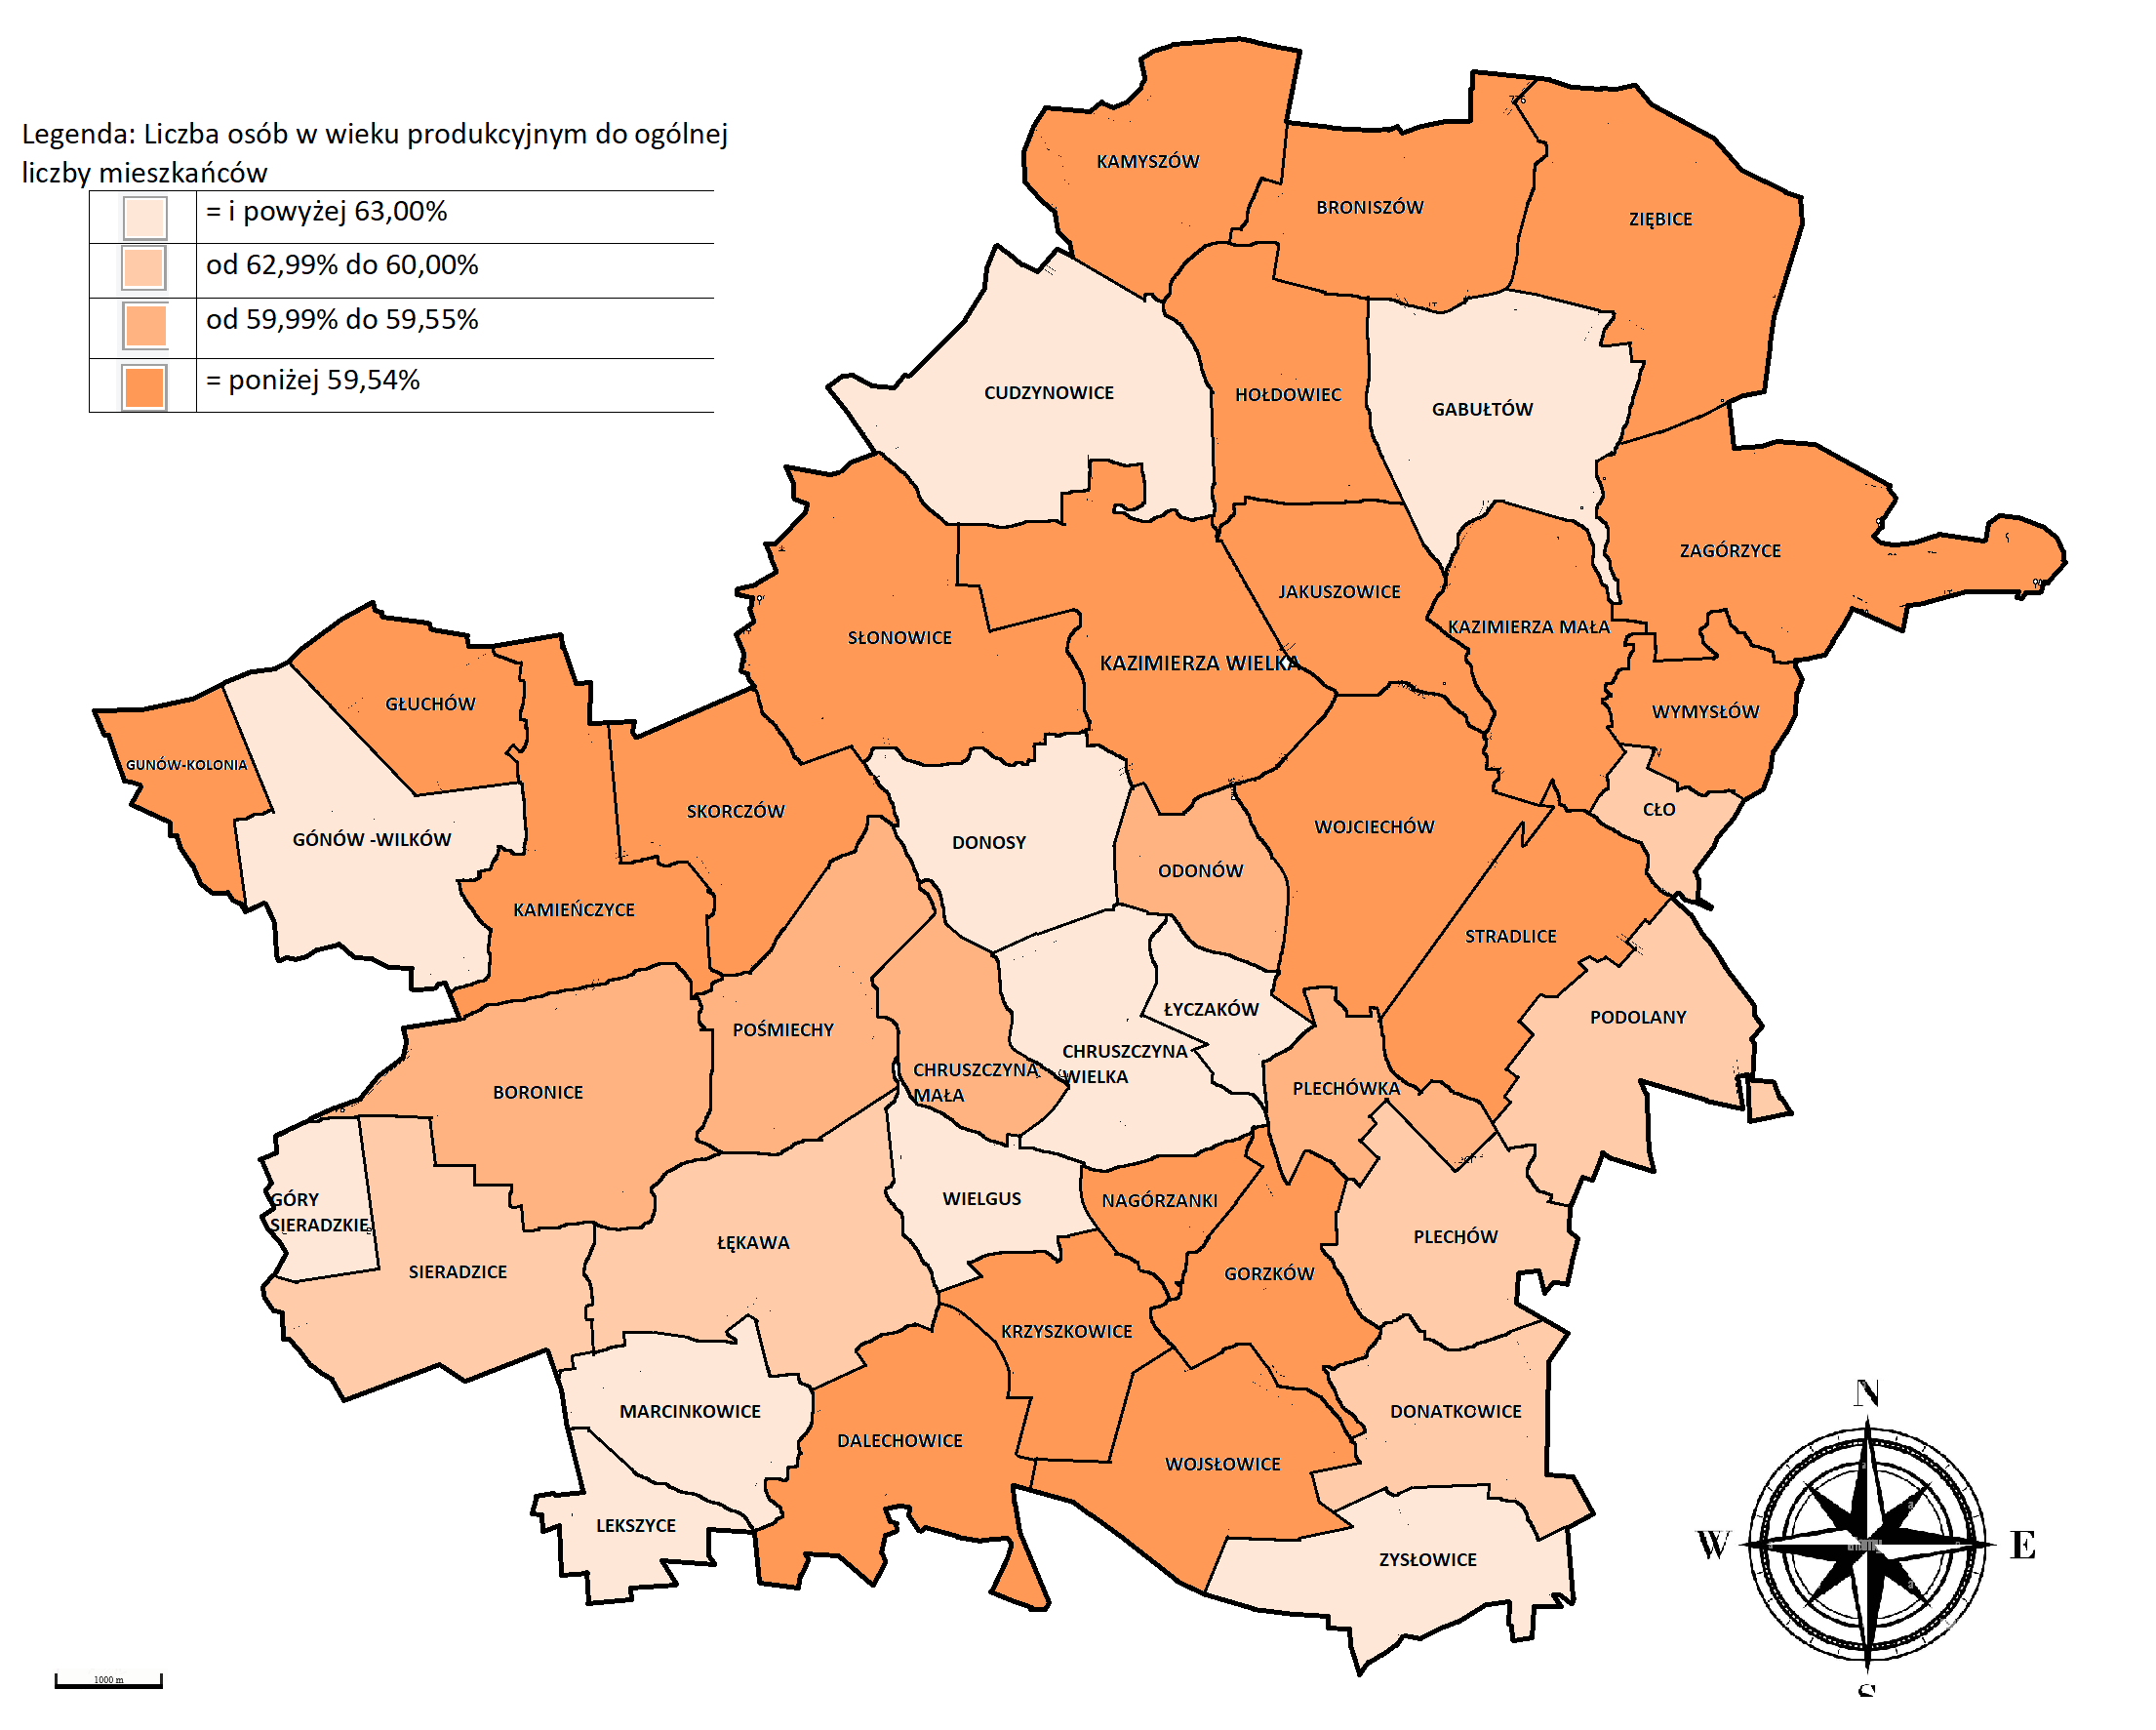 Legenda: Liczba osób w wieku produkcyjnym do ogólnej
liczby mieszkańców
= i powyżej 63,00%
od 62,99% do 60,00%
od 59,99% do 59,55%
= poniżej 59,54%
KAMYSZÓW
BRONISZÓW
ZIĘBICE
CUDZYNOWICE
HOŁDOWIEC
GABUŁTÓW
ZAGÓRZYCE
JAKUSZOWICE
KAZIMIERZA MAŁA
SŁONOWICE
KAZIMIERZA WIELKA
GŁUCHÓW
WYMYSŁÓW
GUNÓW-KOLONIA
SKORCZÓW
CŁO
WOJCIECHÓW
GÓNÓW -WILKÓW
DONOSY
ODONÓW
KAMIEŃCZYCE
STRADLICE
ŁYCZAKÓW
PODOLANY
POŚMIECHY
CHRUSZCZYNA
WIELKA
CHRUSZCZYNA
MAŁA
PLECHÓWKA
BORONICE
GÓRY
SIERADZKIE
WIELGUS
NAGÓRZANKI
PLECHÓW
ŁĘKAWA
SIERADZICE
GORZKÓW
KRZYSZKOWICE
MARCINKOWICE
DONATKOWICE
DALECHOWICE
WOJSŁOWICE
LEKSZYCE
ZYSŁOWICE
N
W
E
S
1000 m